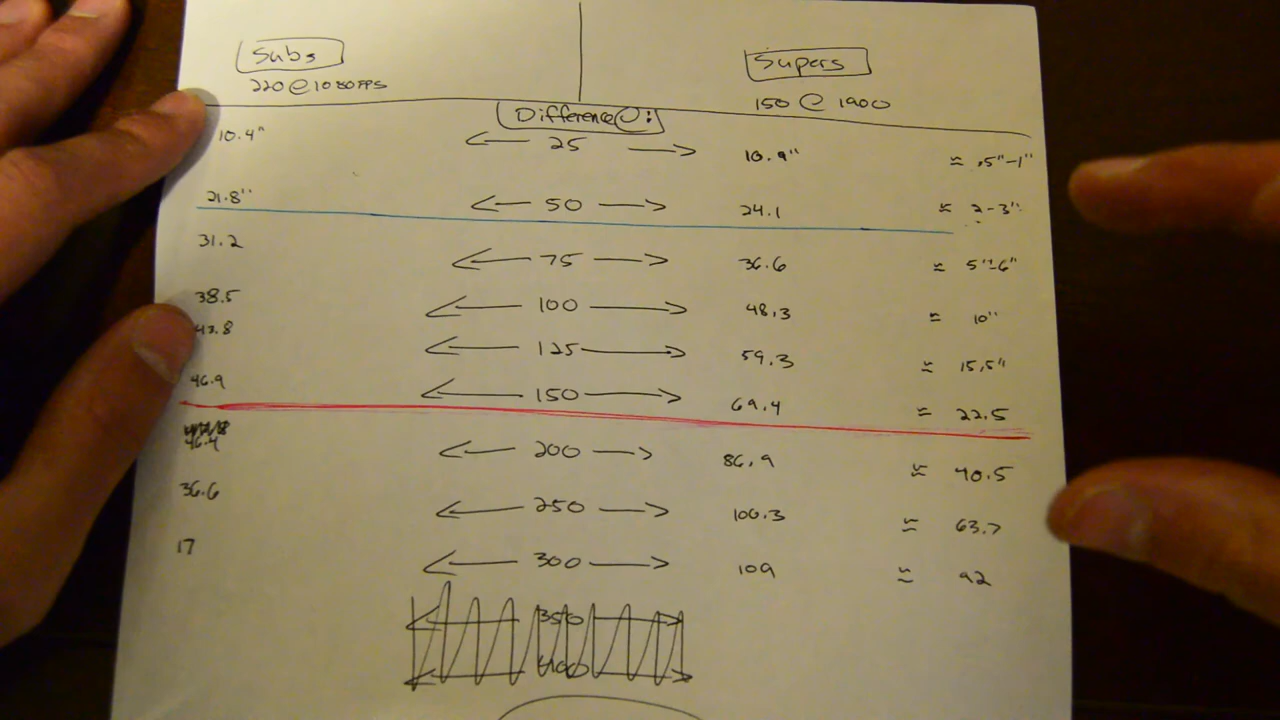 Subs
Supers
220@1080FPS
150 @ 1900
Difference@:
10.4" 25 10.9" ≈ .5"-1"
21.8" 50 24.1 ≈ 2-3"
31.2 75 36.6 ≈ 5"-6"
38.5 100 48.3 ≈ 10"
43.8 125 59.3 ≈ 15.5"
46.9 150 69.4 ≈ 22.5
46.4 200 86.9 ≈ 40.5
36.6 250 100.3 ≈ 63.7
17 300 109 ≈ 92
350
400